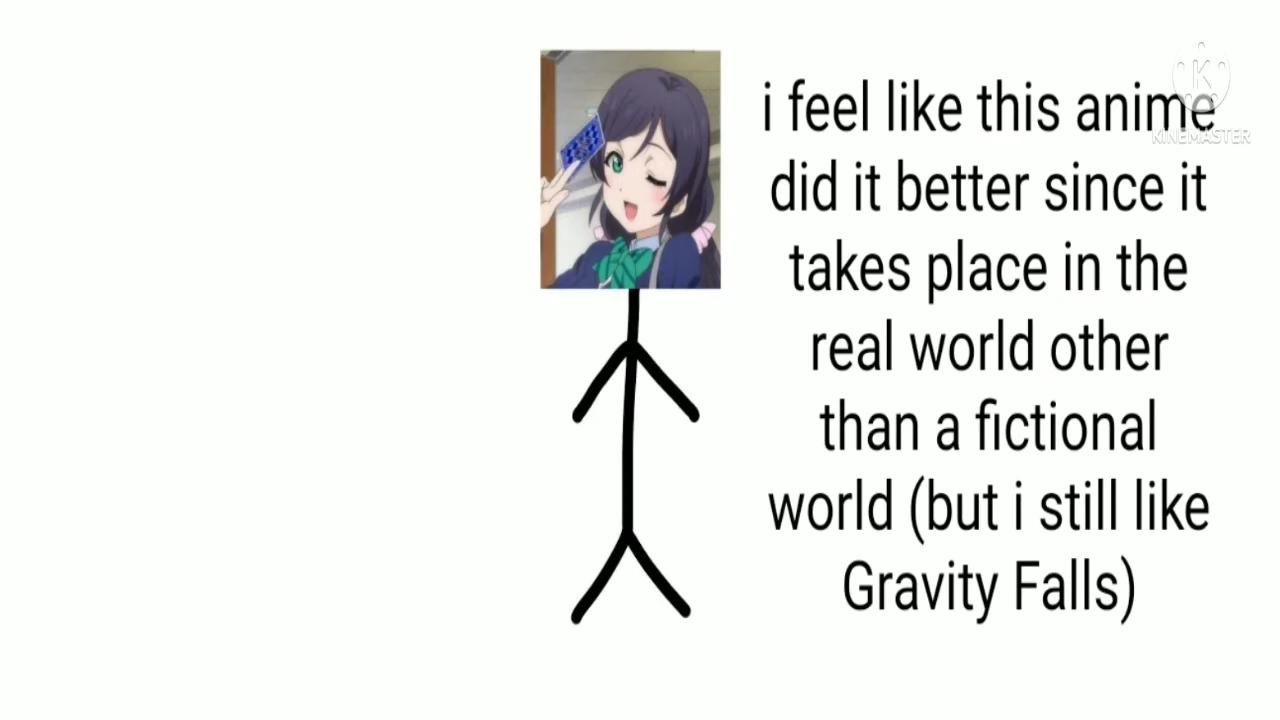 i feel like this anime
did it better since it
takes place in the
real world other
than a fictional
world (but i still like
Gravity Falls)
K
KINEMASTER